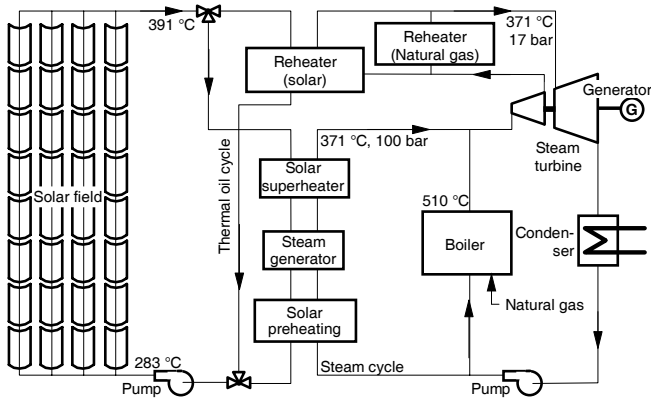 391 °C
371 °C
17 bar
Reheater
(solar)
Reheater
(Natural gas)
Generator
G
Steam
turbine
371 °C, 100 bar
Thermal oil cycle
Solar
superheater
510 °C
Solar field
Steam
generator
Boiler
Conden-
ser
Natural gas
Solar
preheating
283 °C
Steam cycle
Pump
Pump